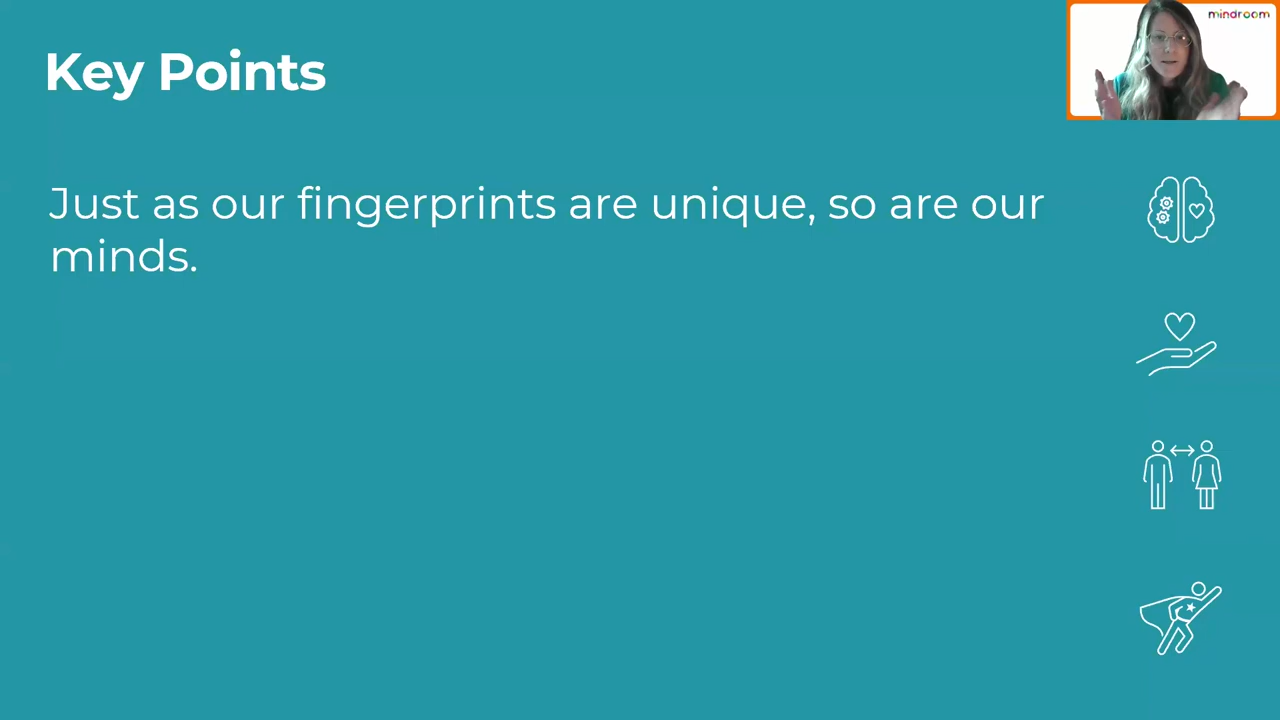 mindroom
Key Points
Just as our fingerprints are unique, so are our
minds.